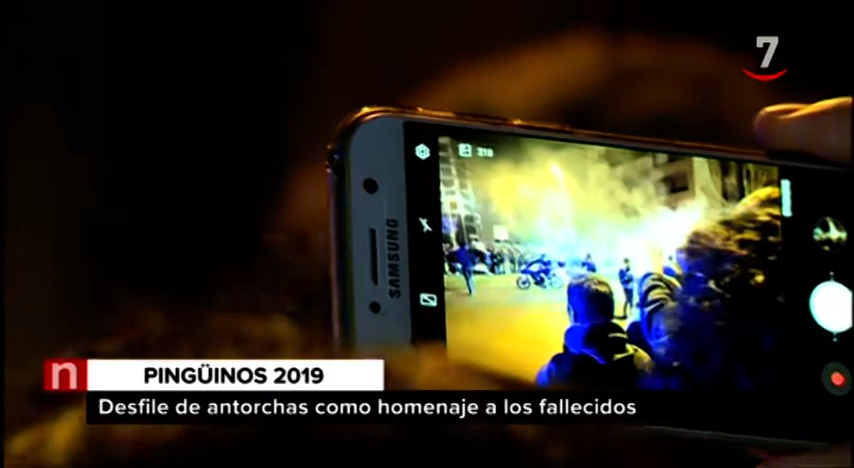 7
SAMSUNG
n
PINGÜINOS 2019
Desfile de antorchas como homenaje a los fallecidos